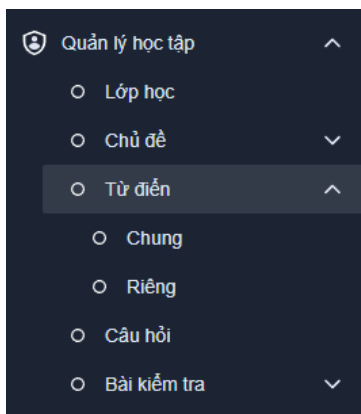 Quản lý học tập
Lớp học
Chủ đề
Từ điển
Chung
Riêng
Câu hỏi
Bài kiểm tra